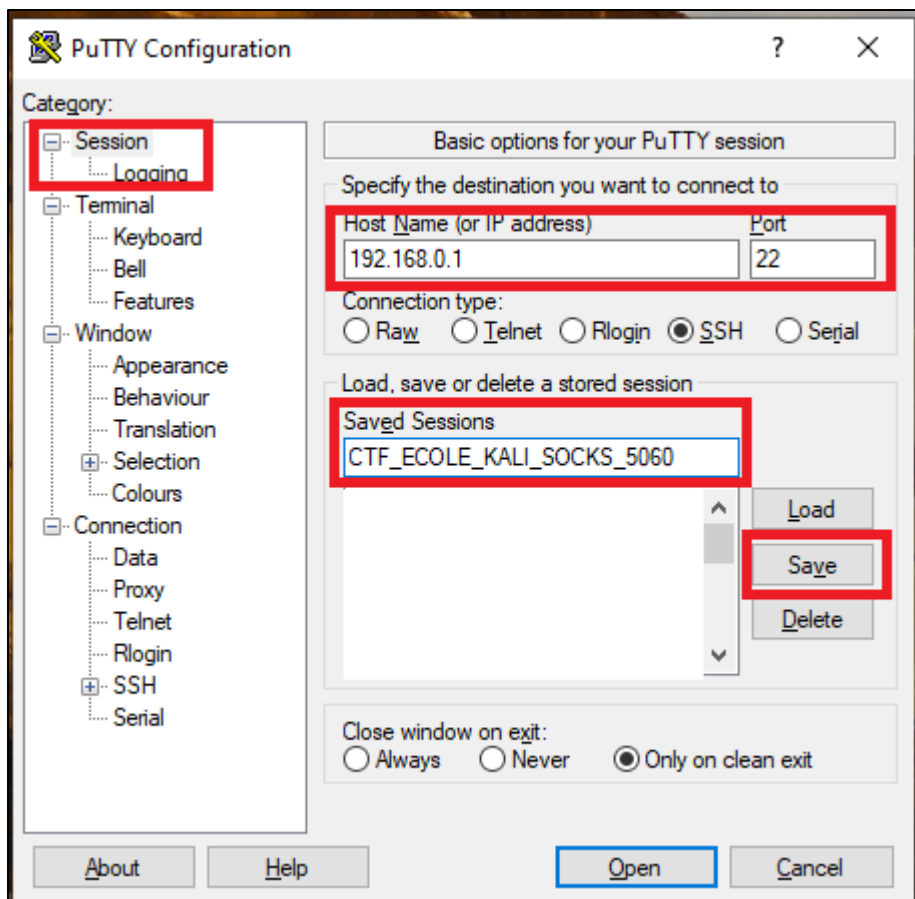 PuTTY Configuration ? ×
Category:
Session
Logging
Terminal
Keyboard
Bell
Features
Window
Appearance
Behaviour
Translation
Selection
Colours
Connection
Data
Proxy
Telnet
Rlogin
SSH
Serial
Basic options for your PuTTY session
Specify the destination you want to connect to
Host Name (or IP address) Port
192.168.0.1 22
Connection type:
Raw Telnet Rlogin SSH Serial
Load, save or delete a stored session
Saved Sessions
CTF_ECOLE_KALI_SOCKS_5060
Load
Save
Delete
Close window on exit:
Always Never Only on clean exit
About Help Open Cancel